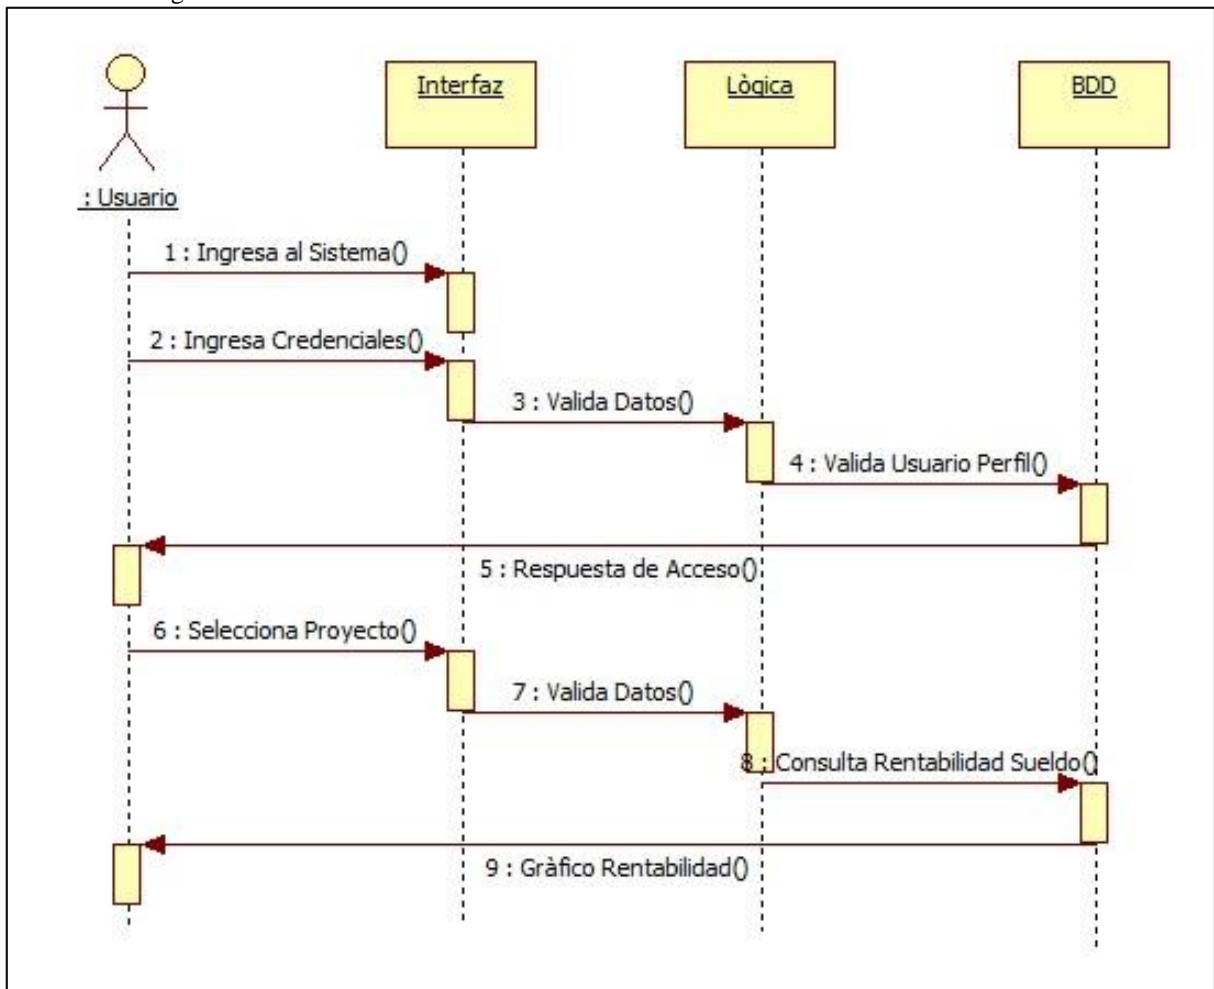 Interfaz
Lògica
BDD
: Usuario
1 : Ingresa al Sistema()
2 : Ingresa Credenciales()
3 : Valida Datos()
4 : Valida Usuario Perfil()
5 : Respuesta de Acceso()
6 : Selecciona Proyecto()
7 : Valida Datos()
8 : Consulta Rentabilidad Sueldo()
9 : Gràfico Rentabilidad()